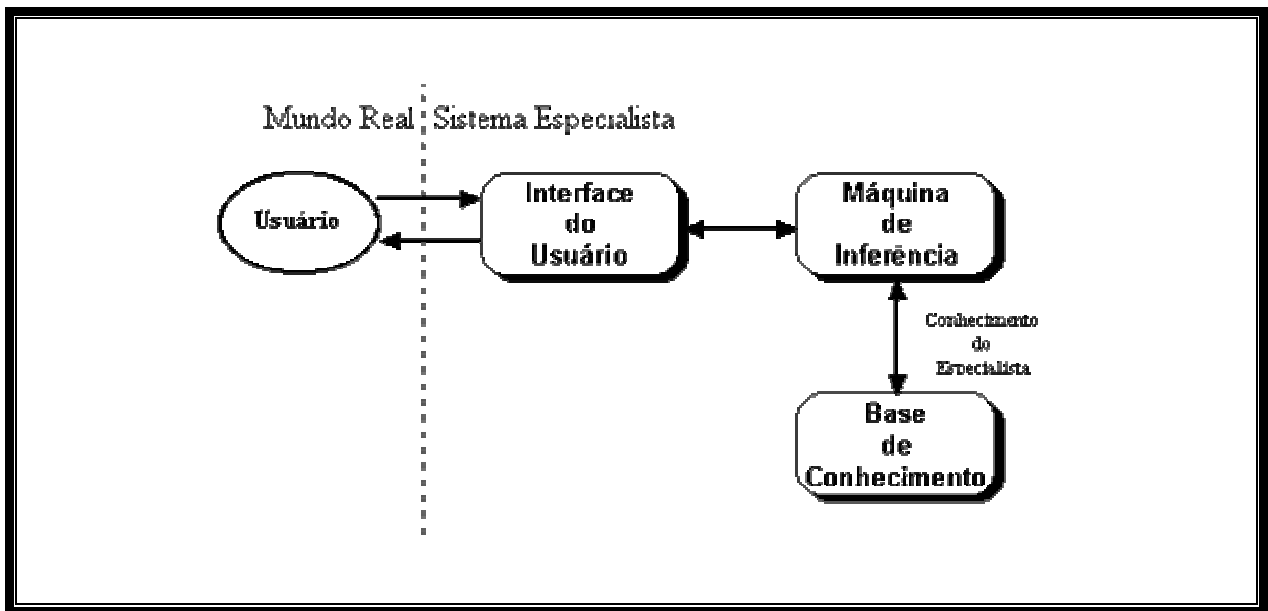 Mundo Real
Sistema Especialista
Usuário
Interface
do
Usuário
Máquina
de
Inferência
Conhecimento
do
Especialista
Base
de
Conhecimento